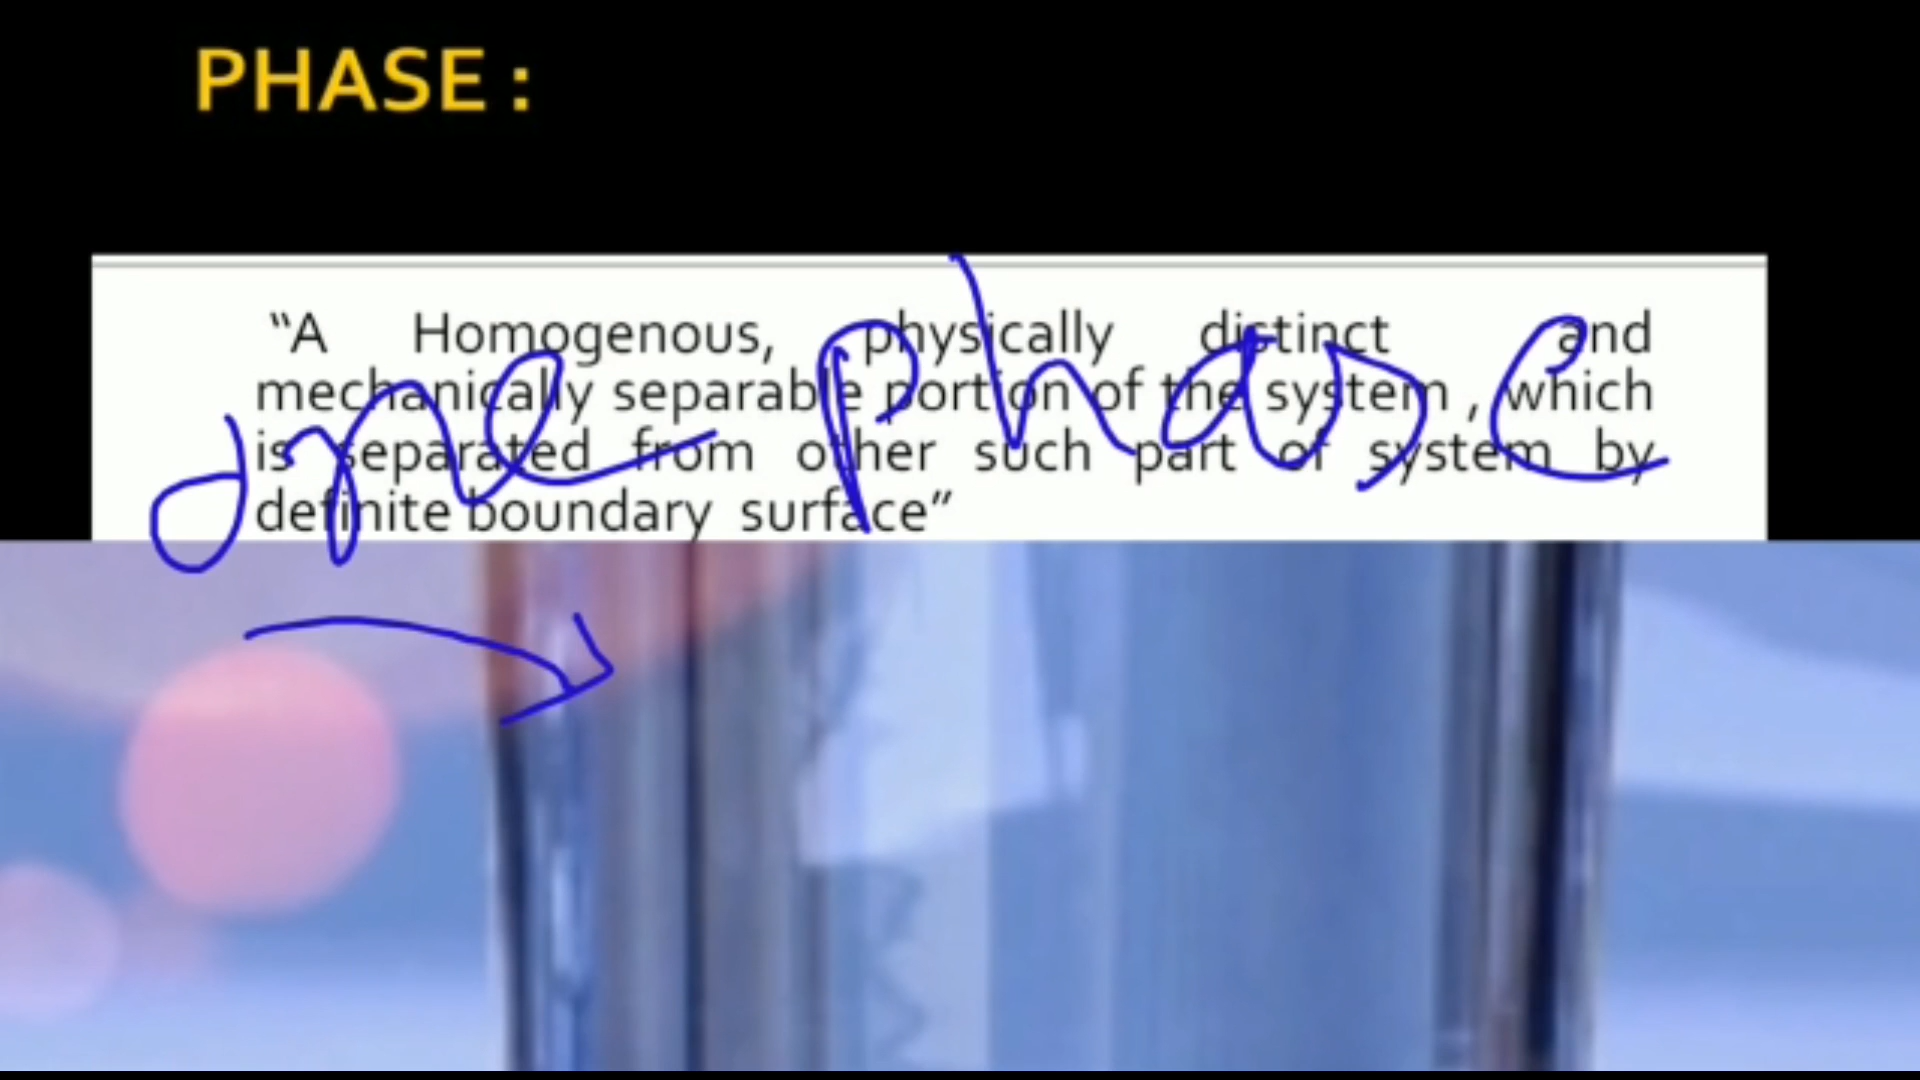 PHASE :
“A Homogenous, physically distinct and
mechanically separable portion of the system , which
is separated from other such part of system by
definite boundary surface”
one phase